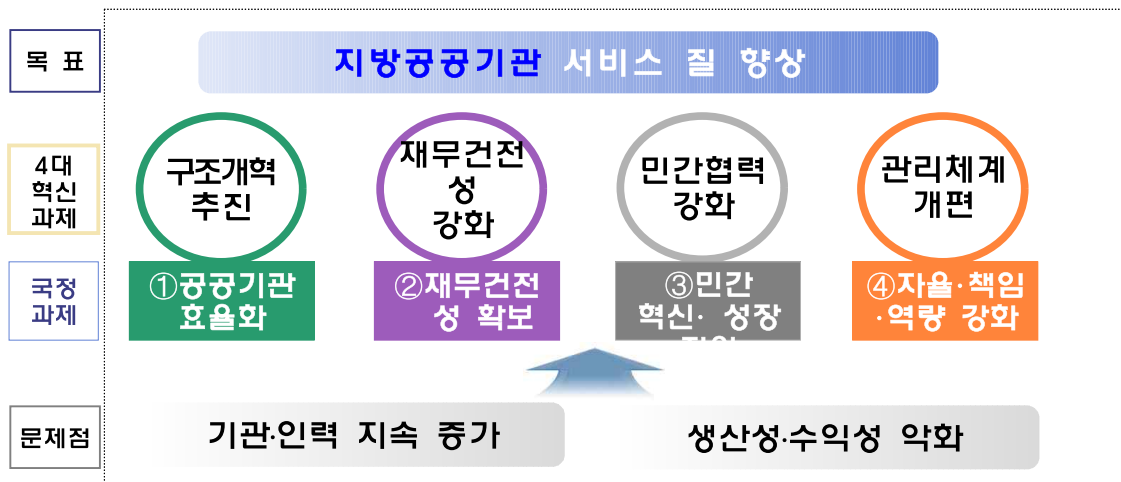 목 표
지방공공기관 서비스 질 향상
4대
혁신
과제
구조개혁
추진
재무건전
성
강화
민간협력
강화
관리체계
개편
국정
과제
①공공기관
효율화
②재무건전
성 확보
③민간
혁신· 성장
④자율·책임
·역량 강화
문제점
기관·인력 지속 증가
생산성·수익성 악화